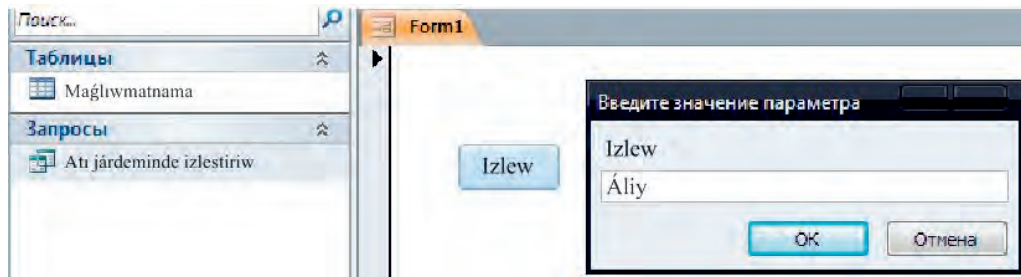 Поиск...
Таблицы
Maǵlıwmatnama
Запросы
Atı járdeminde izlestiriw
Form1
Izlew
Введите значение параметра
Izlew
Áliy
OK
Отмена